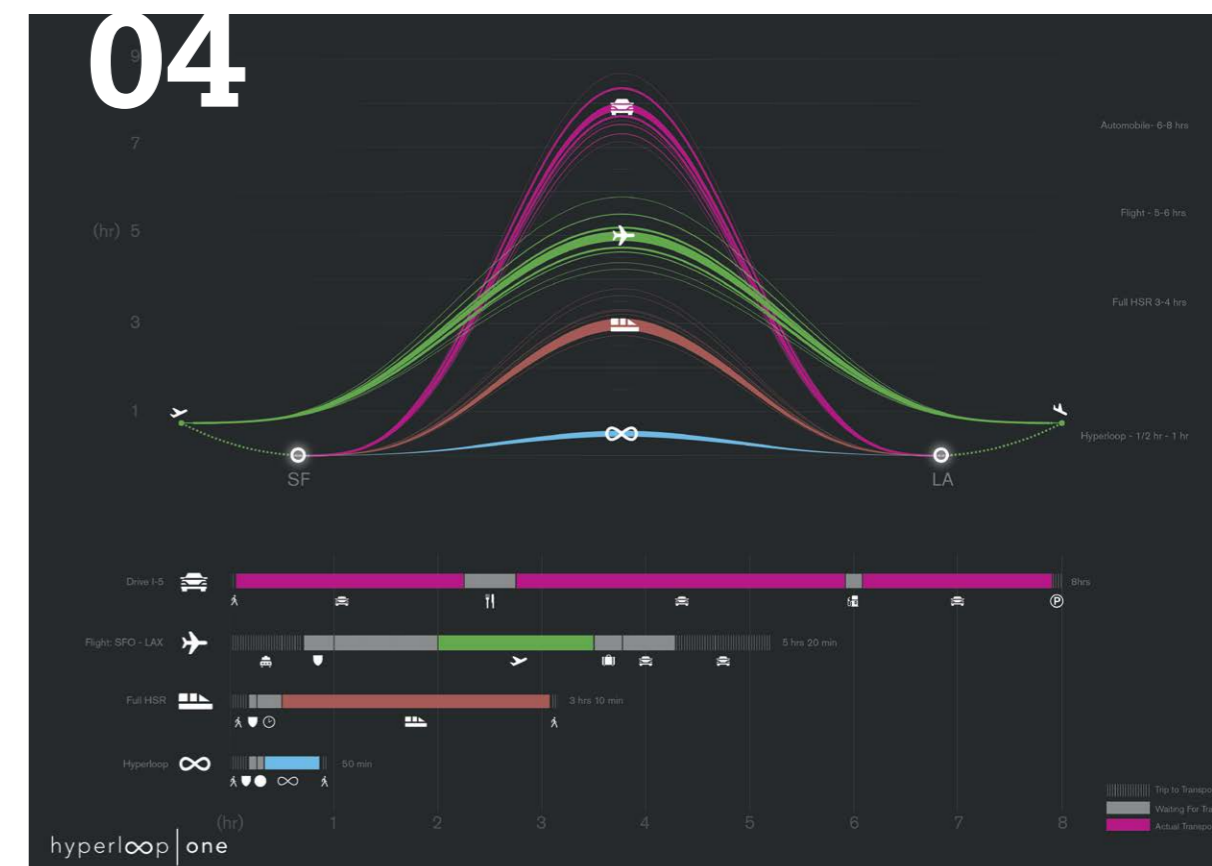 04
9
7
(hr) 5
3
1
Automobile- 6-8 hrs
Flight - 5-6 hrs
Full HSR 3-4 hrs
Hyperloop - 1/2 hr - 1 hr
SF
LA
Drive I-5
8hrs
P
Flight: SFO - LAX
5 hrs 20 min
Full HSR
3 hrs 10 min
Hyperloop
50 min
(hr) 1 2 3 4 5 6 7 8
Trip to Transpo
Waiting For Tra
Actual Transpo
hyperloop | one